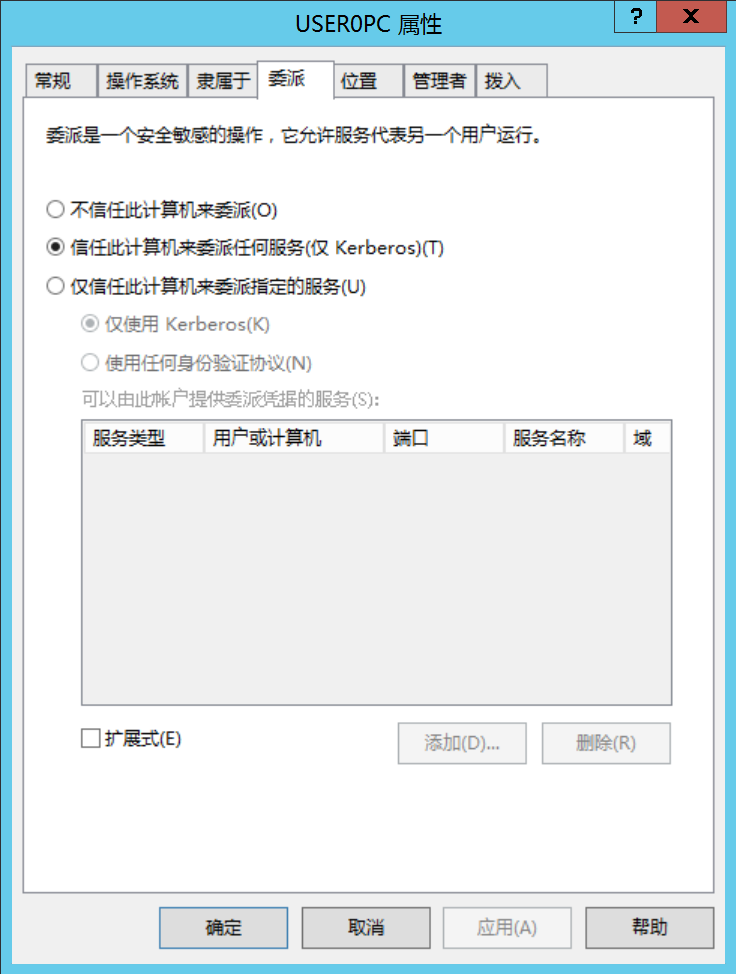 USER0PC 属性
? X
常规 操作系统 隶属于 委派 位置 管理者 拨入
委派是一个安全敏感的操作，它允许服务代表另一个用户运行。
不信任此计算机来委派(O)
信任此计算机来委派任何服务(仅 Kerberos)(T)
仅信任此计算机来委派指定的服务(U)
仅使用 Kerberos(K)
使用任何身份验证协议(N)
可以由此帐户提供委派凭据的服务(S):
服务类型 用户或计算机 端口 服务名称 域
扩展式(E) 添加(D)... 删除(R)
确定 取消 应用(A) 帮助